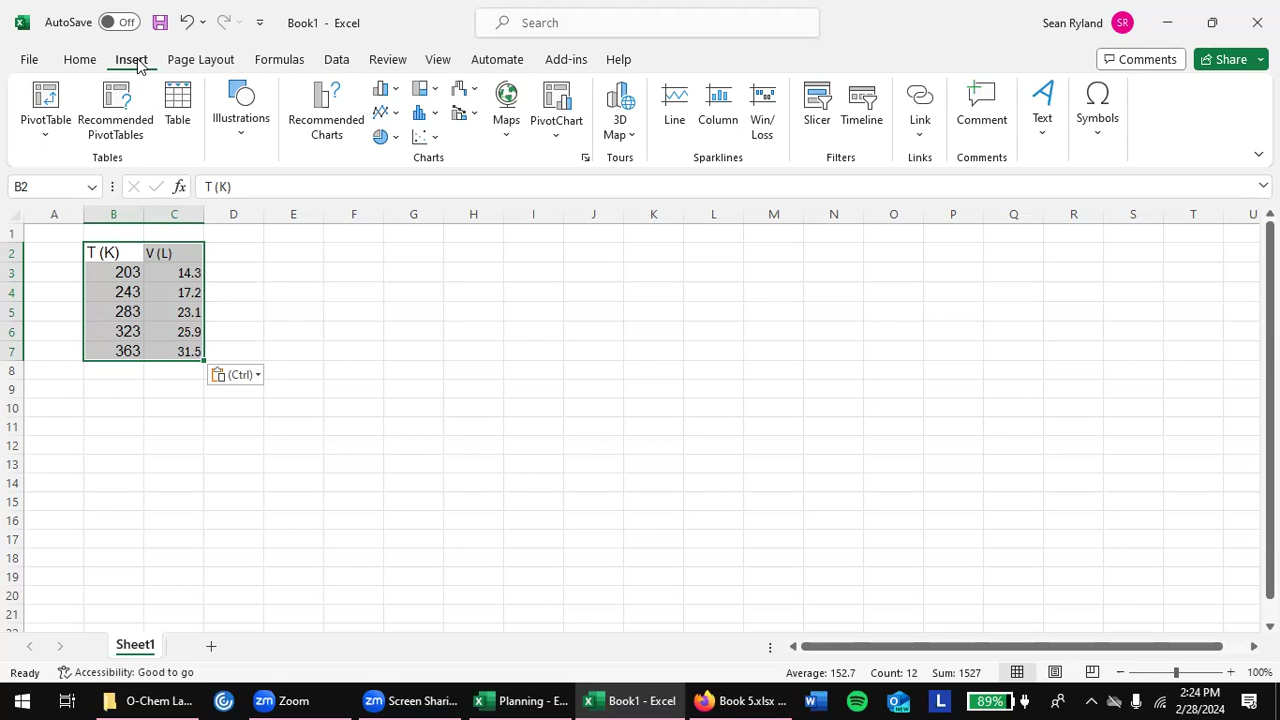 AutoSave Off Book1 - Excel Search Sean Ryland SR
File Home Insert Page Layout Formulas Data Review View Automate Add-ins Help Comments Share
PivotTable Recommended PivotTables Table Illustrations Recommended Charts Maps PivotChart 3D Map Line Column Win/Loss Slicer Timeline Link Comment Text Symbols
Tables Charts Tours Sparklines Filters Links Comments
B2 fx T (K)
A B C D E F G H I J K L M N O P Q R S T U
1
2 T (K) V (L)
3 203 14.3
4 243 17.2
5 283 23.1
6 323 25.9
7 363 31.5
8 (Ctrl)
9
10
11
12
13
14
15
16
17
18
19
20
21
Sheet1
Ready Accessibility: Good to go Average: 152.7 Count: 12 Sum: 1527 100%
O-Chem La... Zoom Screen Shari... Planning - E... Book1 - Excel Book 5.xlsx ... W L NEW 89% 2:24 PM
2/28/2024